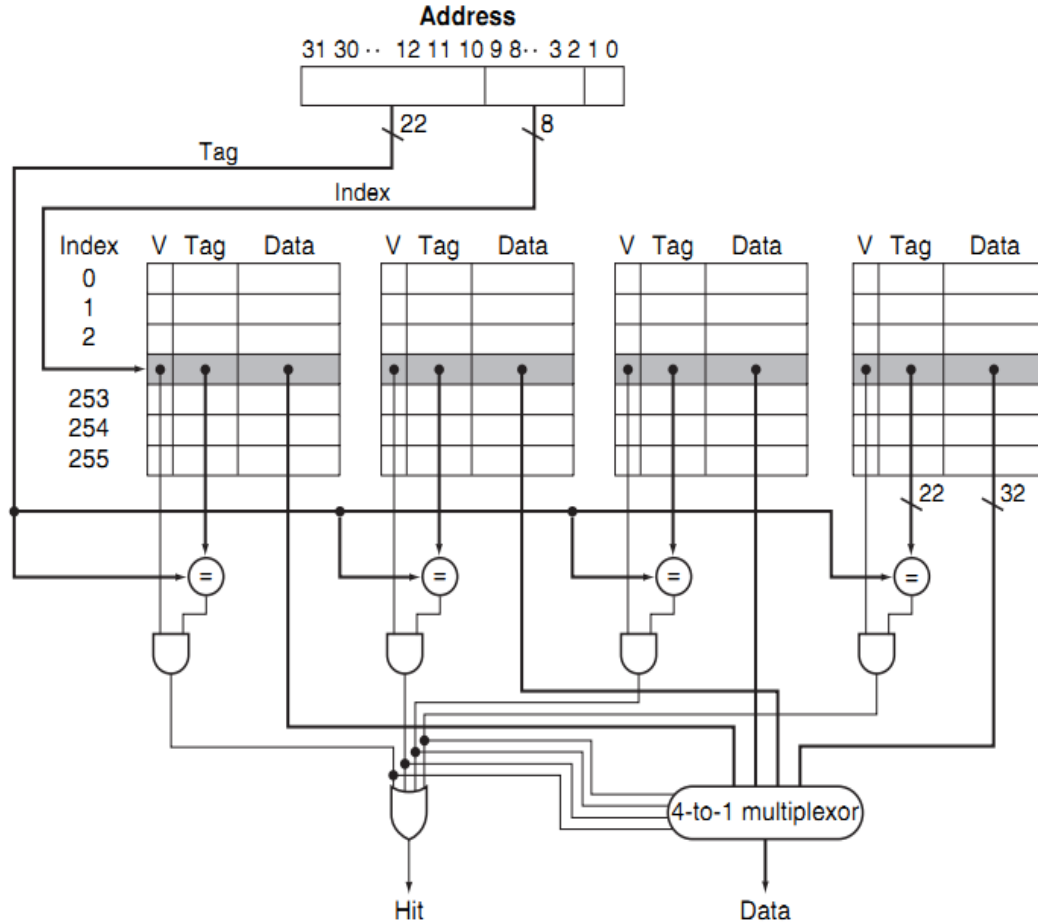 Address
31 30 ·· 12 11 10 9 8 ·· 3 2 1 0
22 8
Tag
Index
Index V Tag Data V Tag Data V Tag Data V Tag Data
0
1
2
253
254
255
22 32
= = = =
4-to-1 multiplexor
Hit Data